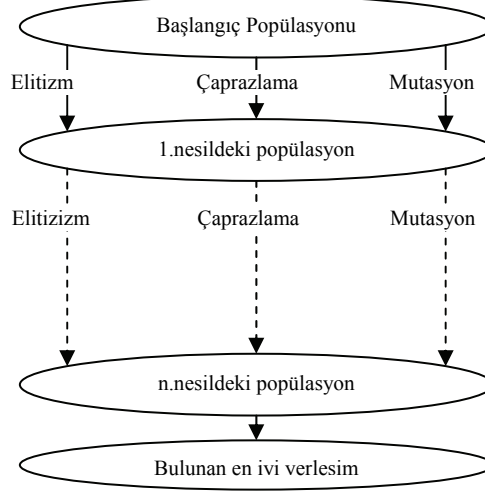 Başlangıç Popülasyonu
Elitizm Çaprazlama Mutasyon
1.nesildeki popülasyon
Elitizizm Çaprazlama Mutasyon
n.nesildeki popülasyon
Bulunan en ivi verlesim